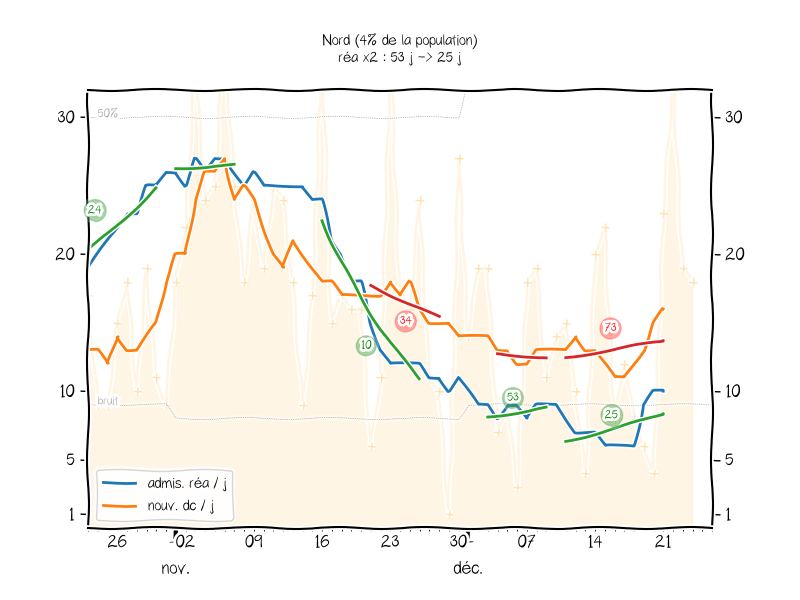 Nord (4% de la population)
réa x2 : 53 j -> 25 j
30
20
10
5
1
30
20
10
5
1
50%
bruit
24
10
34
53
73
25
admis. réa / j
nouv. dc / j
26 02 09 16 23 30 07 14 21
nov. déc.